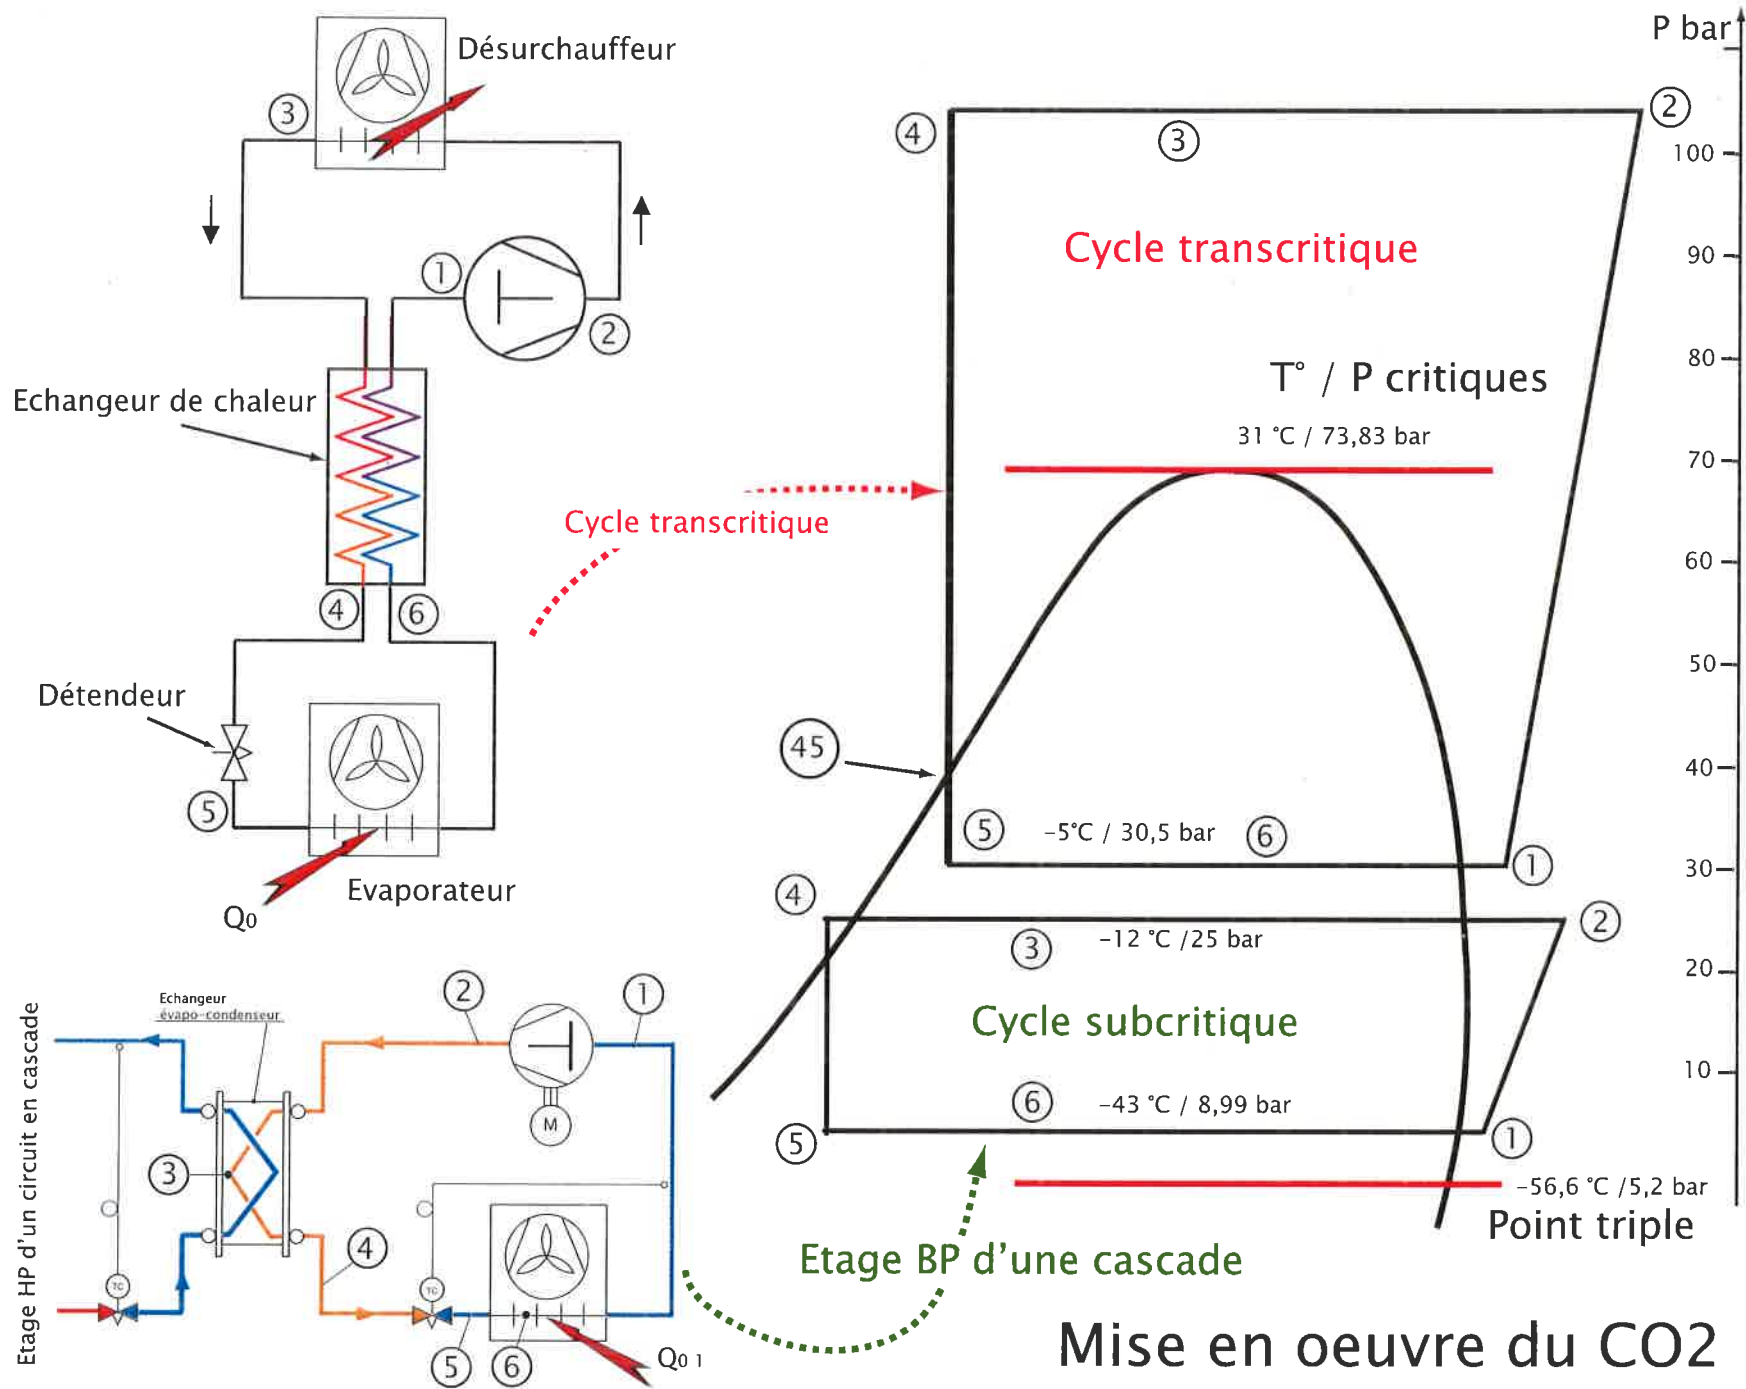 Désurchauffeur
3
1
2
Echangeur de chaleur
4
6
Détendeur
5
Evaporateur
Q0
Cycle transcritique
P bar
2
4
3
100
Cycle transcritique
90
80
T° / P critiques
31 °C / 73,83 bar
70
60
50
45
40
5
-5°C / 30,5 bar
6
1
30
4
2
3
-12 °C /25 bar
20
Cycle subcritique
10
6
-43 °C / 8,99 bar
5
1
-56,6 °C /5,2 bar
Point triple
Etage BP d'une cascade
Etage HP d'un circuit en cascade
Echangeur
évapo-condenseur
2
1
M
3
4
TC
TC
5
6
Q0 1
Mise en oeuvre du CO2